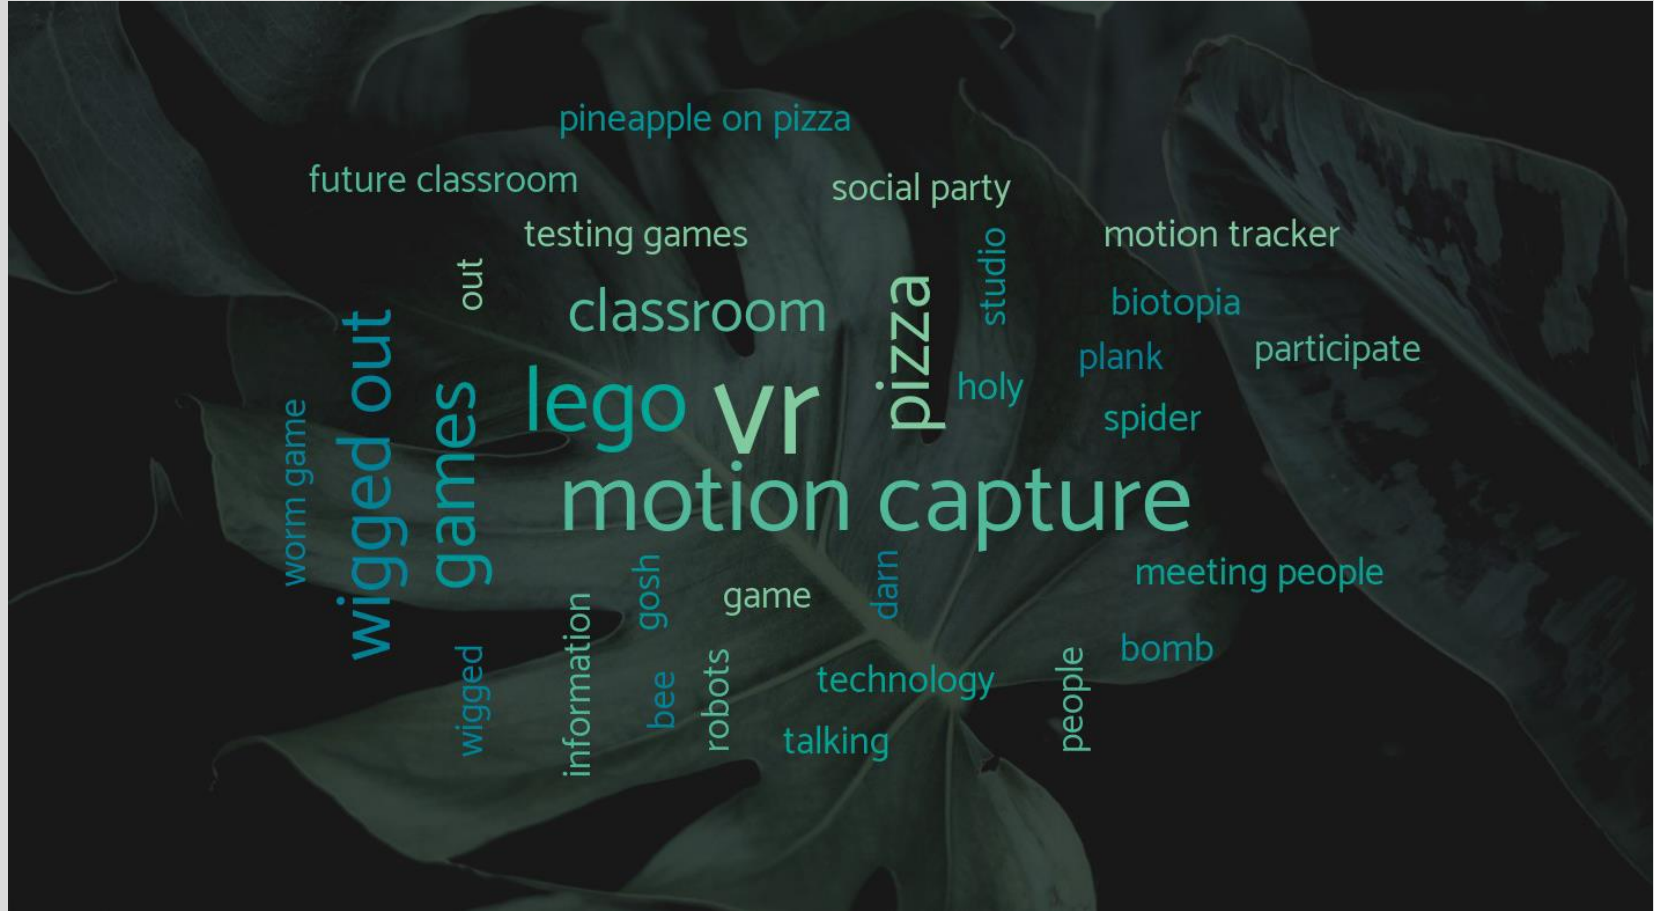 pineapple on pizza
future classroom
social party
testing games
motion tracker
out
studio
classroom
pizza
biotopia
participate
plank
holy
spider
wigged out
games
lego
vr
worm game
motion capture
meeting people
gosh
game
darn
information
bomb
wigged
bee
robots
technology
people
talking